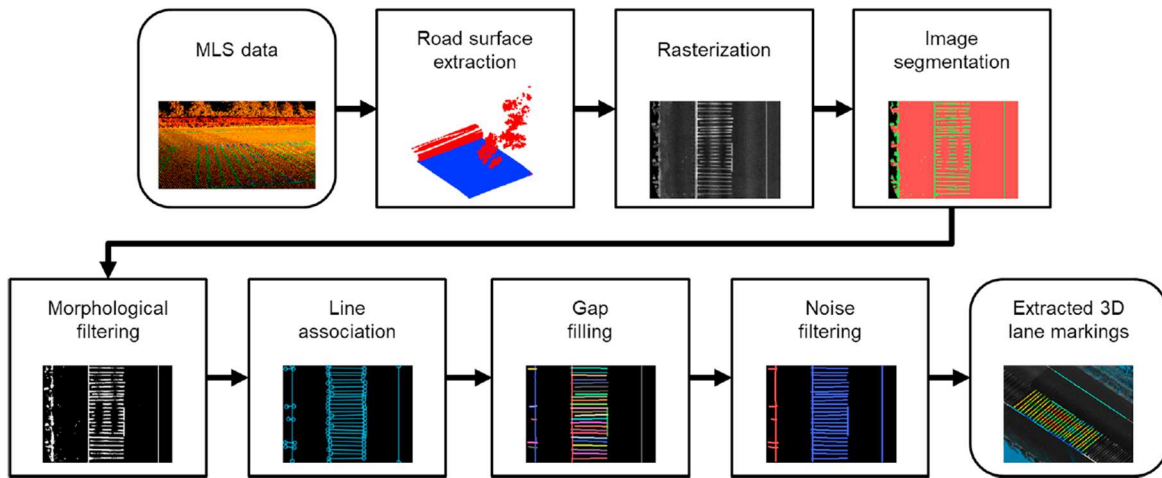 MLS data
Road surface
extraction
Rasterization
Image
segmentation
Morphological
filtering
Line
association
Gap
filling
Noise
filtering
Extracted 3D
lane markings